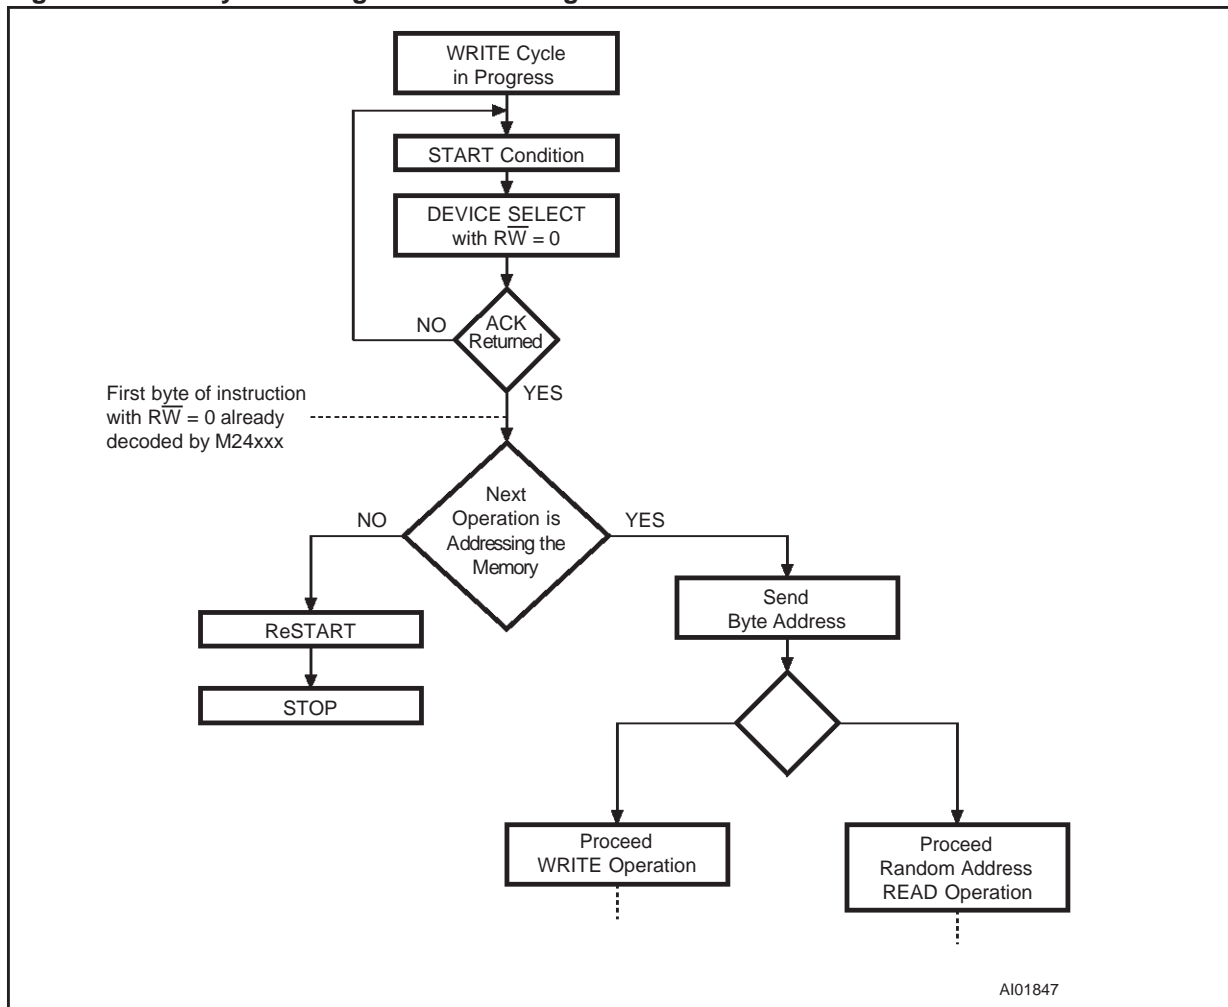 WRITE Cycle
in Progress
START Condition
DEVICE SELECT
with RW̅ = 0
ACK
Returned
NO
YES
First byte of instruction
with RW̅ = 0 already
decoded by M24xxx
Next
Operation is
Addressing the
Memory
NO
YES
ReSTART
STOP
Send
Byte Address
Proceed
WRITE Operation
Proceed
Random Address
READ Operation
AI01847